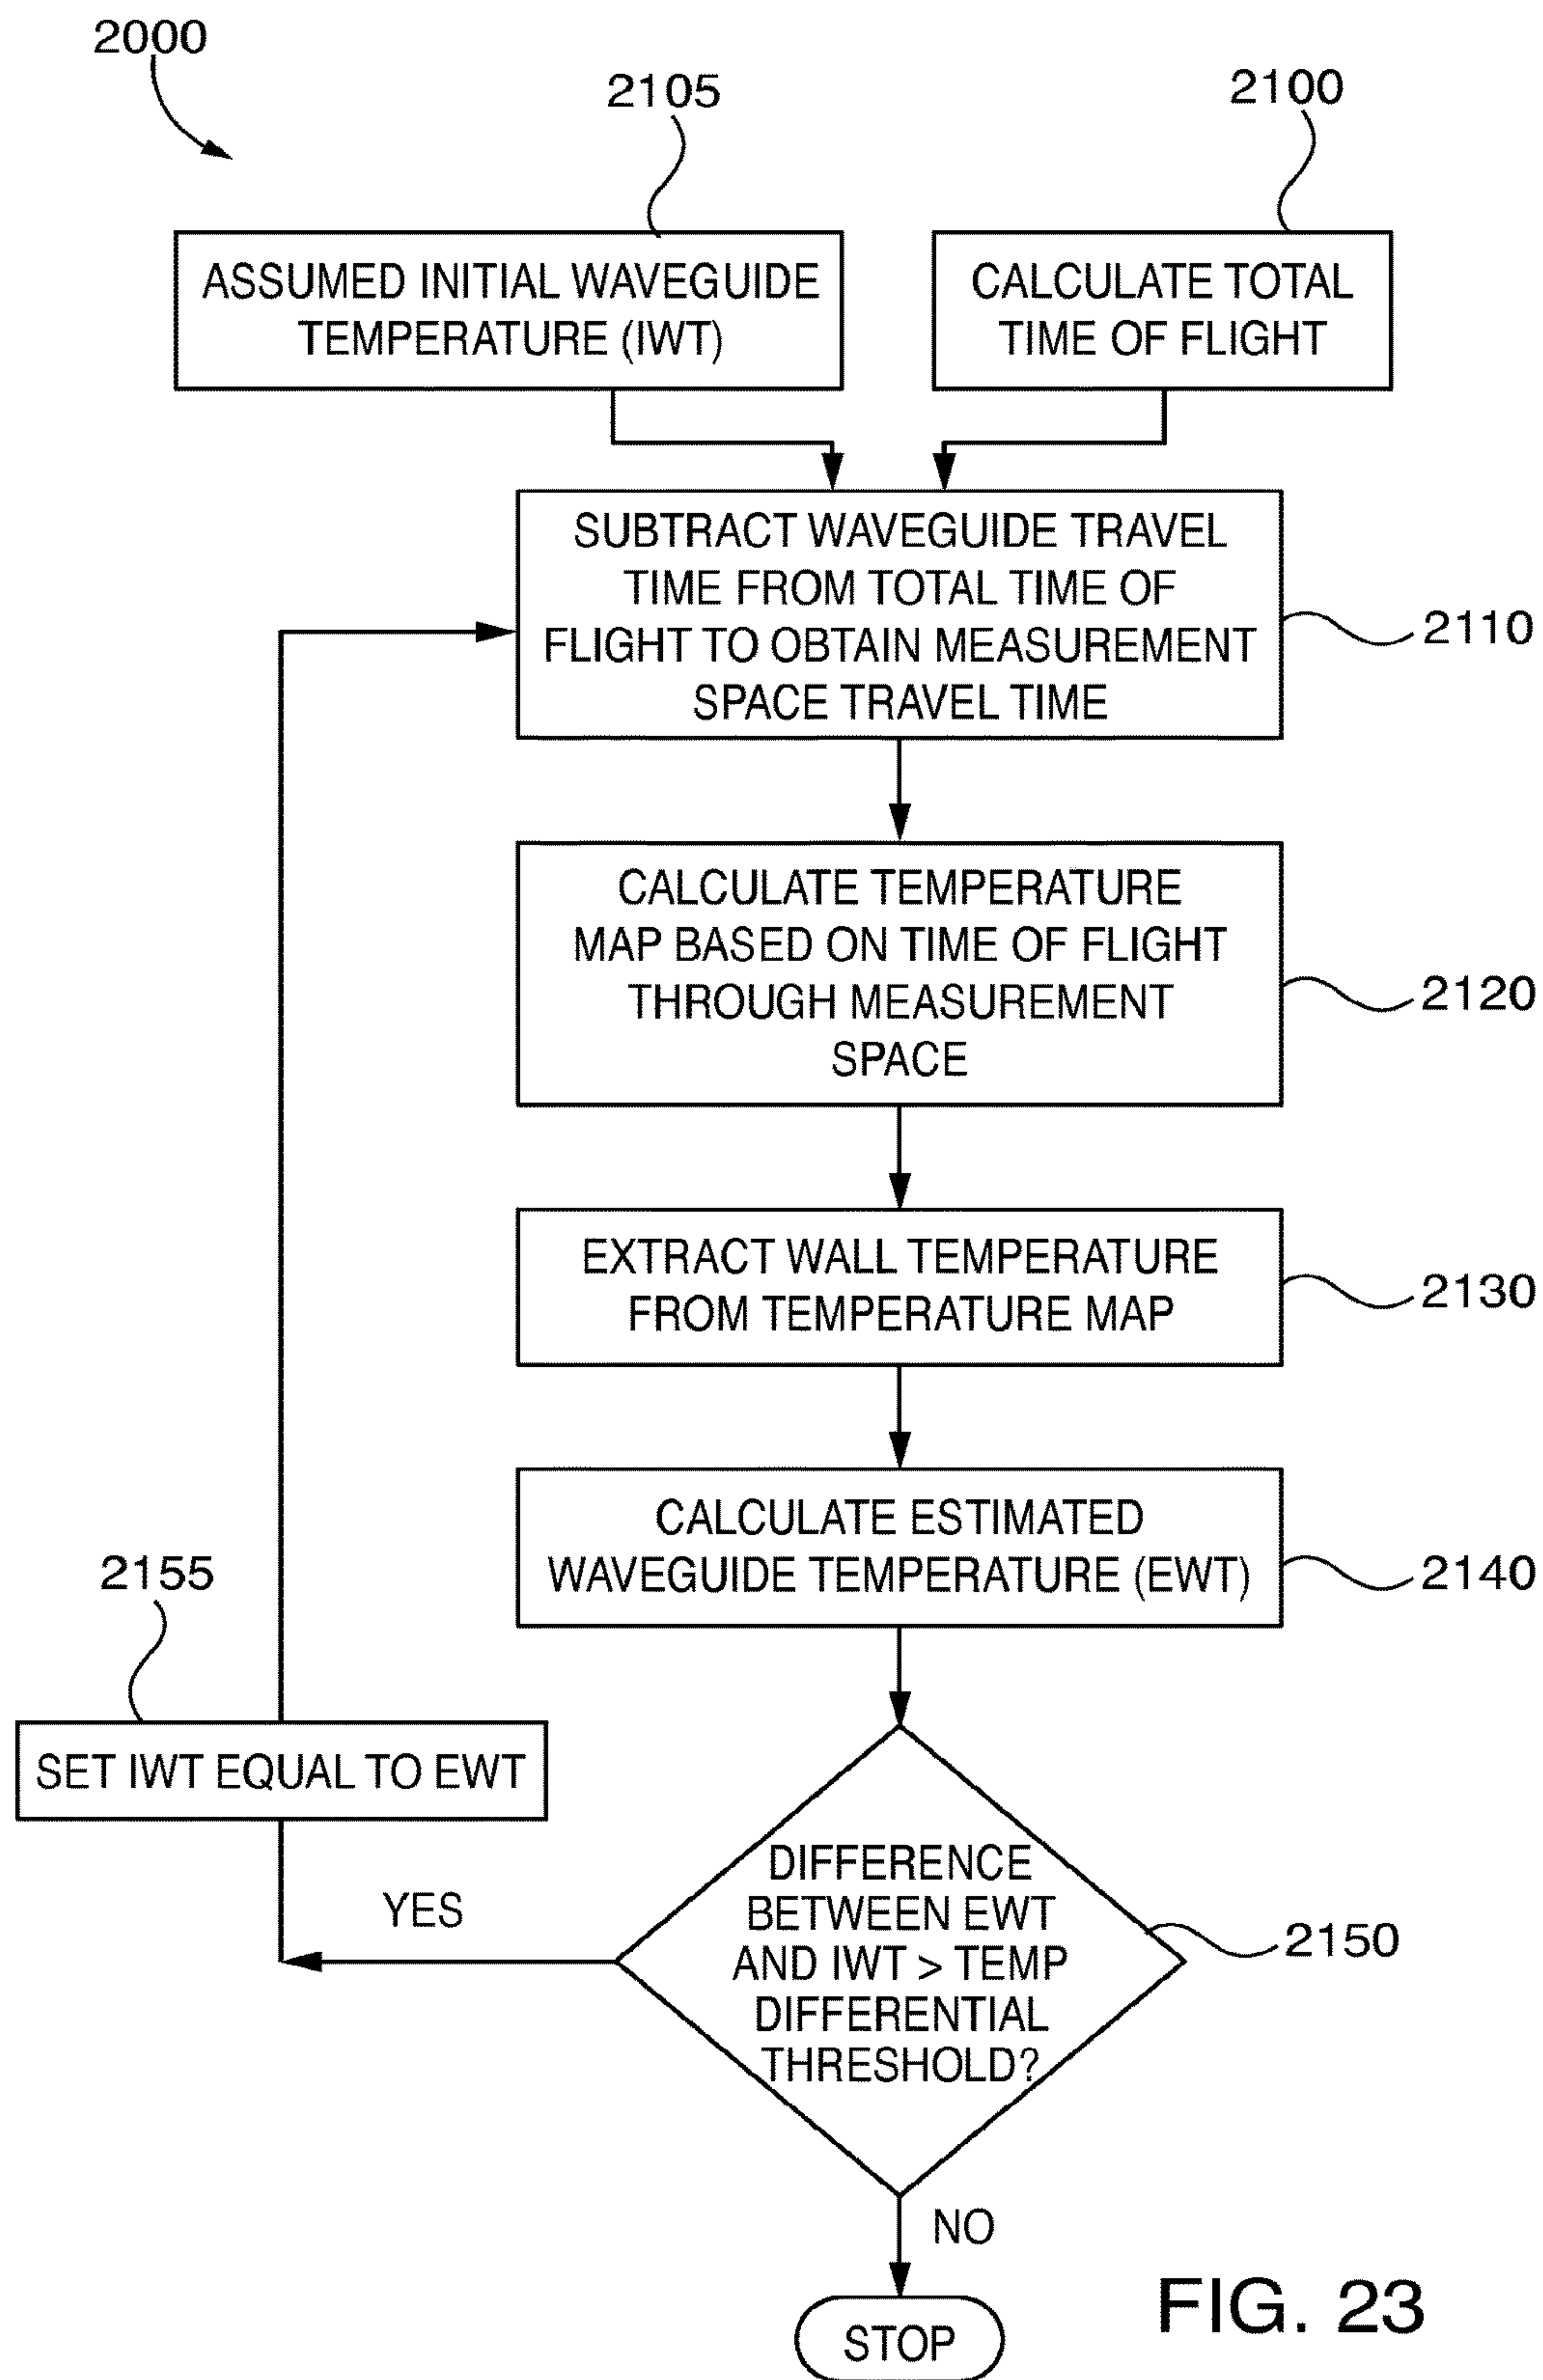 2000
2105
2100
ASSUMED INITIAL WAVEGUIDE
TEMPERATURE (IWT)
CALCULATE TOTAL
TIME OF FLIGHT
SUBTRACT WAVEGUIDE TRAVEL
TIME FROM TOTAL TIME OF
FLIGHT TO OBTAIN MEASUREMENT
SPACE TRAVEL TIME
2110
CALCULATE TEMPERATURE
MAP BASED ON TIME OF FLIGHT
THROUGH MEASUREMENT
SPACE
2120
EXTRACT WALL TEMPERATURE
FROM TEMPERATURE MAP
2130
CALCULATE ESTIMATED
WAVEGUIDE TEMPERATURE (EWT)
2140
2155
SET IWT EQUAL TO EWT
DIFFERENCE
BETWEEN EWT
AND IWT > TEMP
DIFFERENTIAL
THRESHOLD?
2150
YES
NO
STOP
FIG. 23